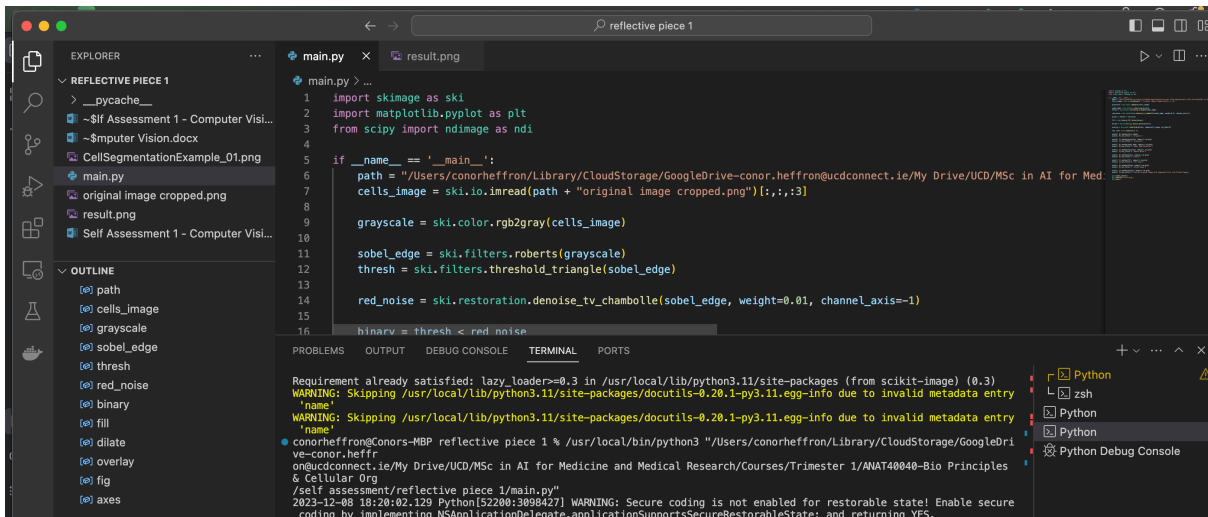 reflective piece 1
EXPLORER
main.py
result.png
REFLECTIVE PIECE 1
main.py > ...
__pycache__
~$lf Assessment 1 - Computer Visi...
~$mputer Vision.docx
CellSegmentationExample_01.png
main.py
original image cropped.png
result.png
Self Assessment 1 - Computer Visi...
OUTLINE
path
cells_image
grayscale
sobel_edge
thresh
red_noise
binary
fill
dilate
overlay
fig
axes
1 import skimage as ski
2 import matplotlib.pyplot as plt
3 from scipy import ndimage as ndi
4
5 if __name__ == '__main__':
6 path = "/Users/conorheffron/Library/CloudStorage/GoogleDrive-conor.heffron@ucdconnect.ie/My Drive/UCD/MSc in AI for Med
7 cells_image = ski.io.imread(path + "original image cropped.png")[:,:,:3]
8
9 grayscale = ski.color.rgb2gray(cells_image)
10
11 sobel_edge = ski.filters.roberts(grayscale)
12 thresh = ski.filters.threshold_triangle(sobel_edge)
13
14 red_noise = ski.restoration.denoise_tv_chambolle(sobel_edge, weight=0.01, channel_axis=-1)
15
16 binary = thresh < red_noise
PROBLEMS OUTPUT DEBUG CONSOLE TERMINAL PORTS
Requirement already satisfied: lazy_loader>=0.3 in /usr/local/lib/python3.11/site-packages (from scikit-image) (0.3)
WARNING: Skipping /usr/local/lib/python3.11/site-packages/docutils-0.20.1-py3.11.egg-info due to invalid metadata entry
'name'
WARNING: Skipping /usr/local/lib/python3.11/site-packages/docutils-0.20.1-py3.11.egg-info due to invalid metadata entry
'name'
conorheffron@Conors-MBP reflective piece 1 % /usr/local/bin/python3 "/Users/conorheffron/Library/CloudStorage/GoogleDri
ve-conor.heffr
on@ucdconnect.ie/My Drive/UCD/MSc in AI for Medicine and Medical Research/Courses/Trimester 1/ANAT40040-Bio Principles
& Cellular Org
/self assessment/reflective piece 1/main.py"
2023-12-08 18:20:02.129 Python[52200:3098427] WARNING: Secure coding is not enabled for restorable state! Enable secure
coding by implementing NSApplicationDelegate.applicationSupportsSecureRestorableState: and returning YES.
Python
zsh
Python
Python
Python Debug Console